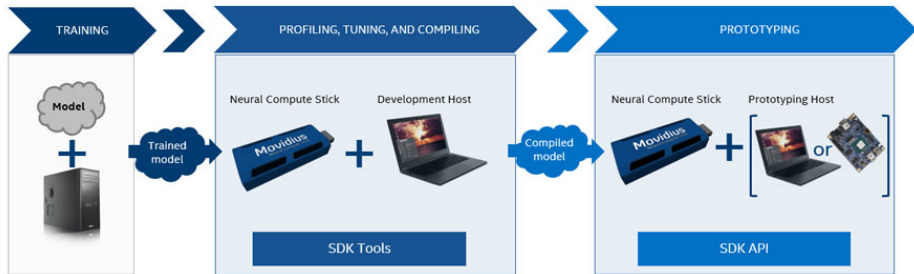 TRAINING
PROFILING, TUNING, AND COMPILING
PROTOTYPING
Model
Trained
model
Neural Compute Stick
Development Host
Movidius
SDK Tools
Compiled
model
Neural Compute Stick
Prototyping Host
Movidius
or
SDK API